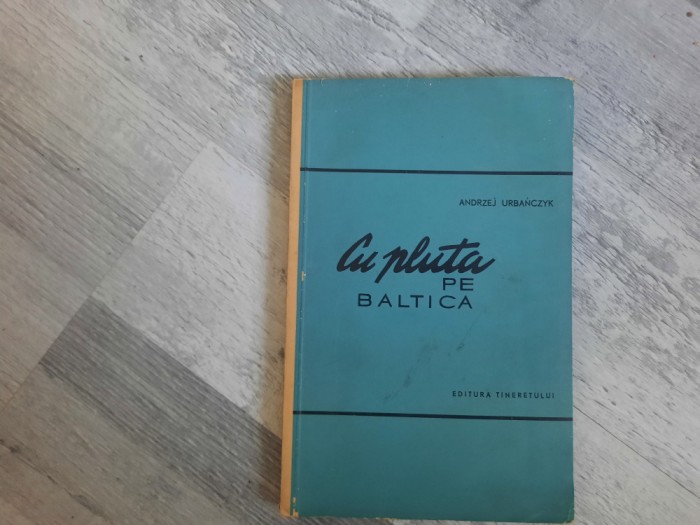 ANDRZEJ URBAŃCZYK
Cu pluta
PE
BALTICA
EDITURA TINERETULUI